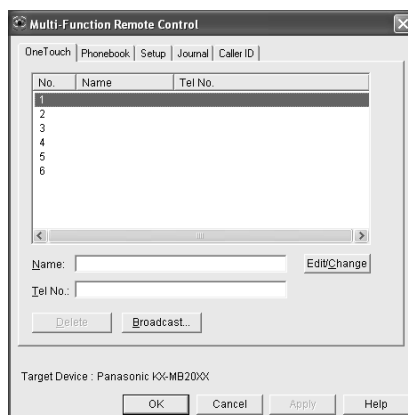 Multi-Function Remote Control
OneTouch Phonebook Setup Journal Caller ID
No. Name Tel No.
1
2
3
4
5
6
Name: Edit/Change
Tel No.:
Delete Broadcast...
Target Device : Panasonic KX-MB20XX
OK Cancel Apply Help